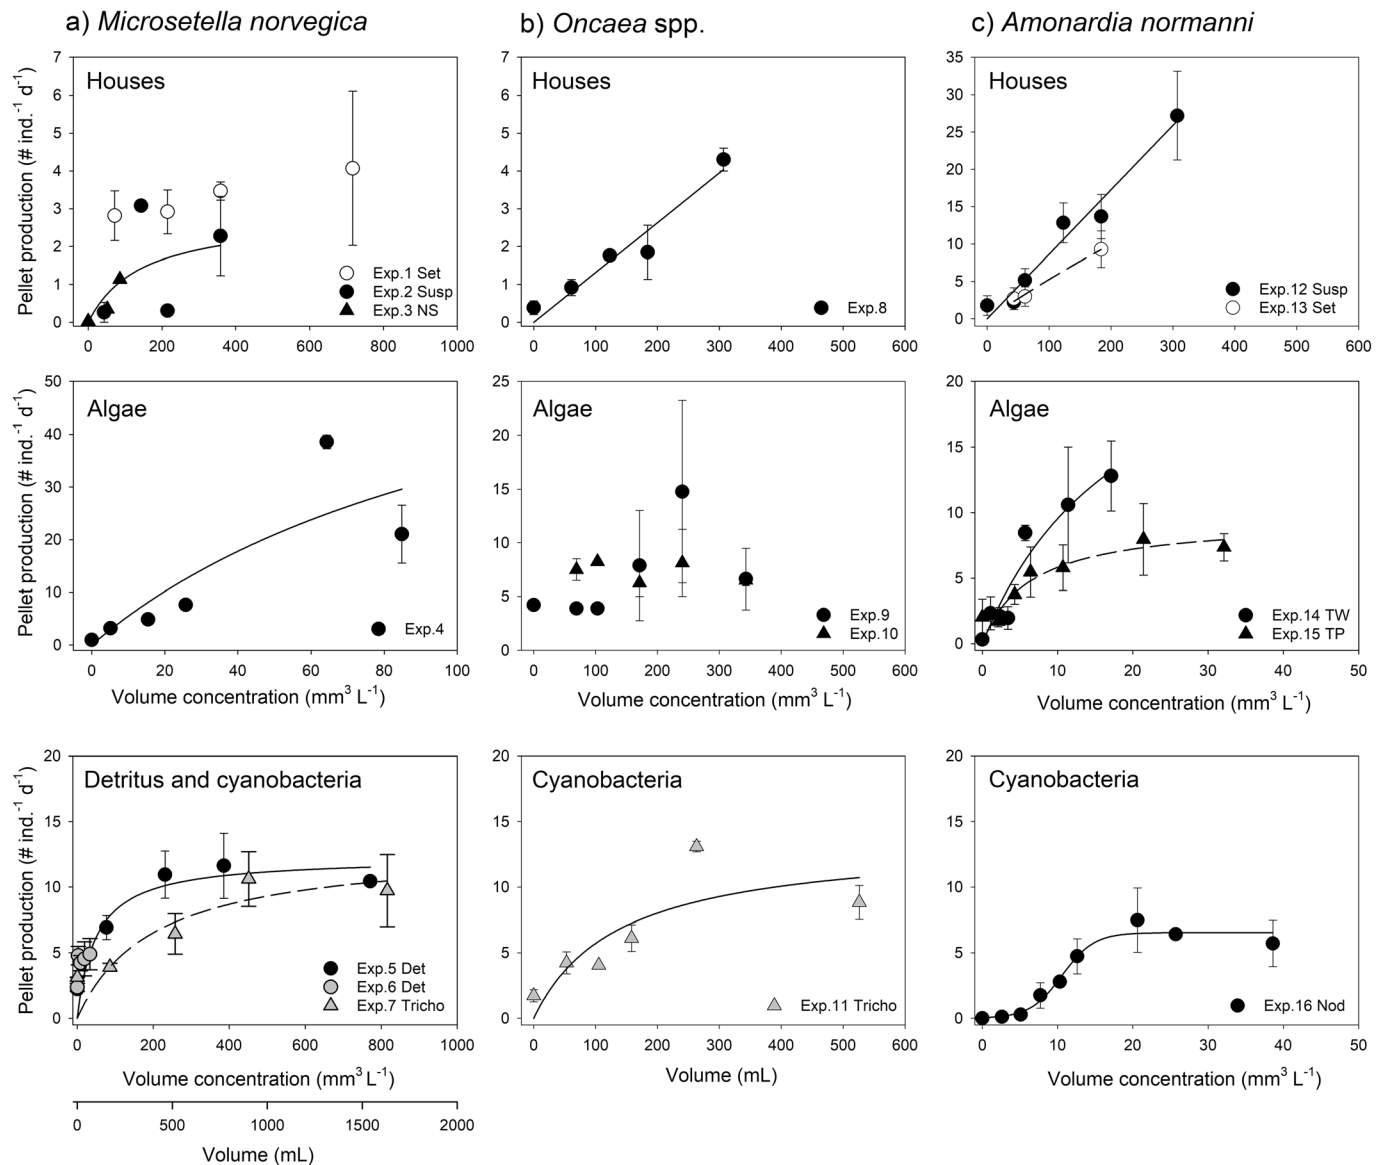 a) Microsetella norvegica
b) Oncaea spp.
c) Amonardia normanni
Pellet production (# ind.-1 d-1)
7
6
5
4
3
2
1
0
Houses
Exp.1 Set
Exp.2 Susp
Exp.3 NS
0 200 400 600 800 1000
7
6
5
4
3
2
1
0
Houses
Exp.8
0 100 200 300 400 500 600
35
30
25
20
15
10
5
0
Houses
Exp.12 Susp
Exp.13 Set
0 100 200 300 400 500 600
Pellet production (# ind.-1 d-1)
50
40
30
20
10
0
Algae
Exp.4
0 20 40 60 80 100
Volume concentration (mm3 L-1)
25
20
15
10
5
0
Algae
Exp.9
Exp.10
0 100 200 300 400 500 600
Volume concentration (mm3 L-1)
20
15
10
5
0
Algae
Exp.14 TW
Exp.15 TP
0 10 20 30 40 50
Volume concentration (mm3 L-1)
Pellet production (# ind.-1 d-1)
20
15
10
5
0
Detritus and cyanobacteria
Exp.5 Det
Exp.6 Det
Exp.7 Tricho
0 200 400 600 800 1000
Volume concentration (mm3 L-1)
0 500 1000 1500 2000
Volume (mL)
20
15
10
5
0
Cyanobacteria
Exp.11 Tricho
0 100 200 300 400 500 600
Volume (mL)
20
15
10
5
0
Cyanobacteria
Exp.16 Nod
0 10 20 30 40 50
Volume concentration (mm3 L-1)